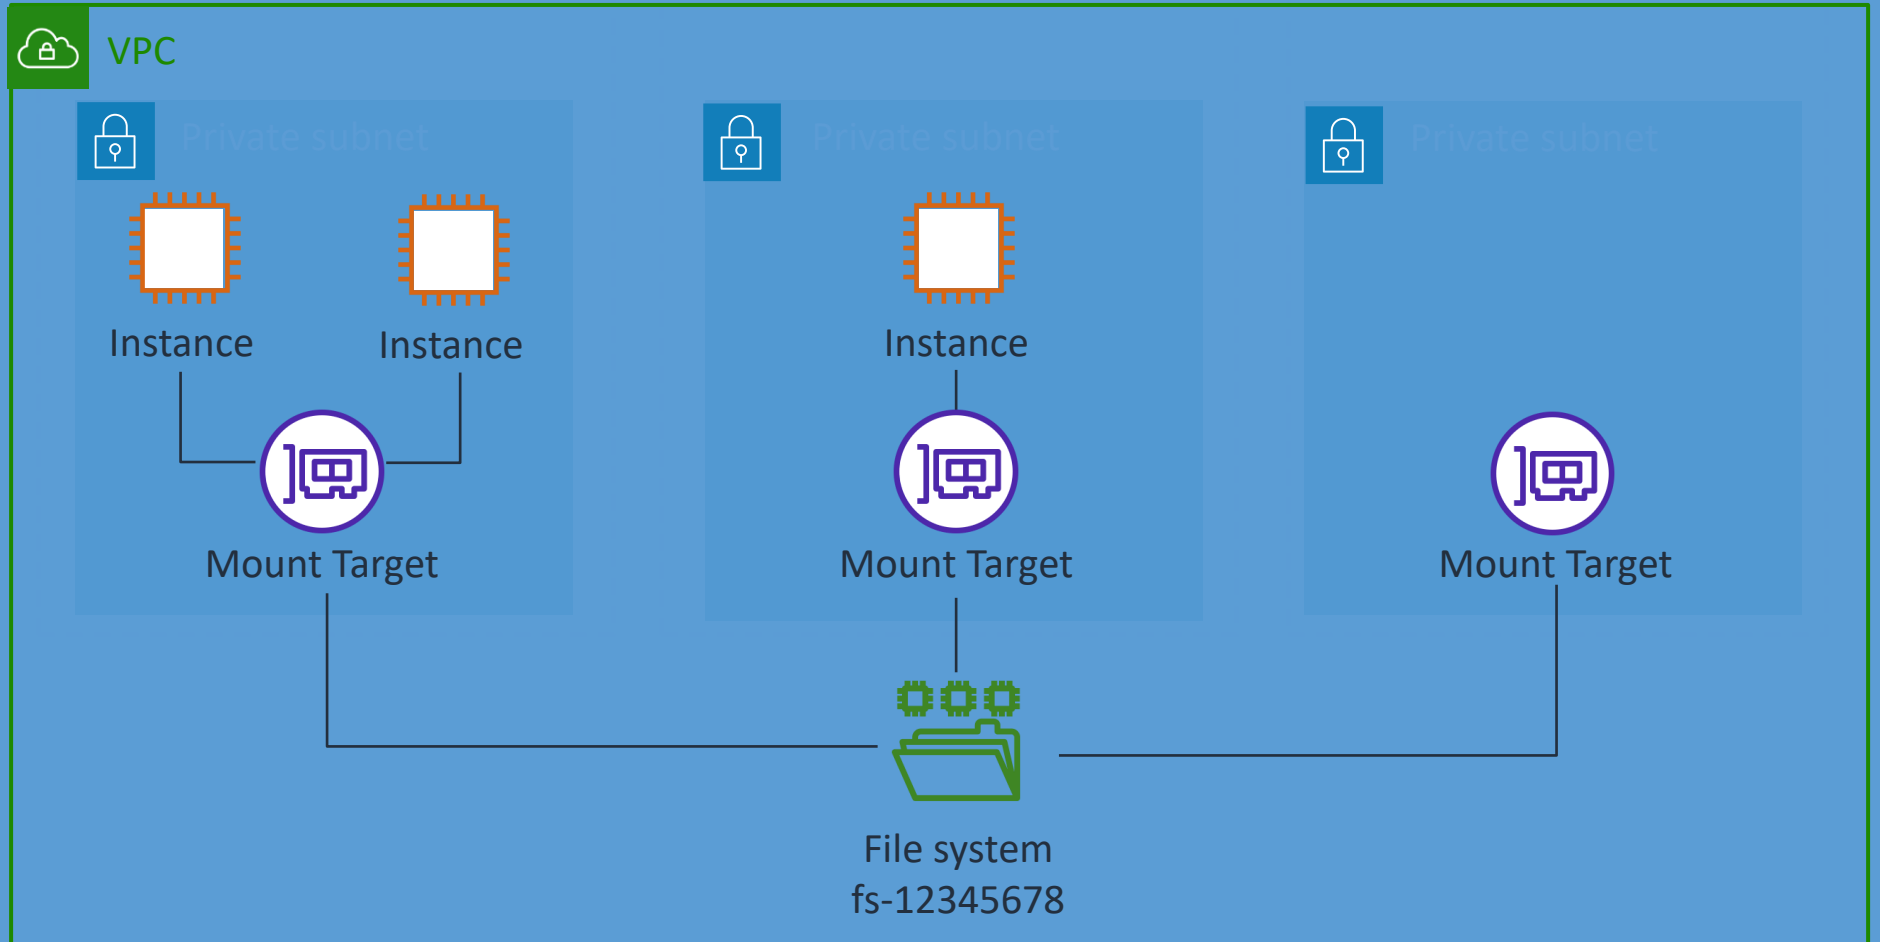 VPC
Private subnet
Private subnet
Private subnet
Instance
Instance
Instance
Mount Target
Mount Target
Mount Target
File system
fs-12345678